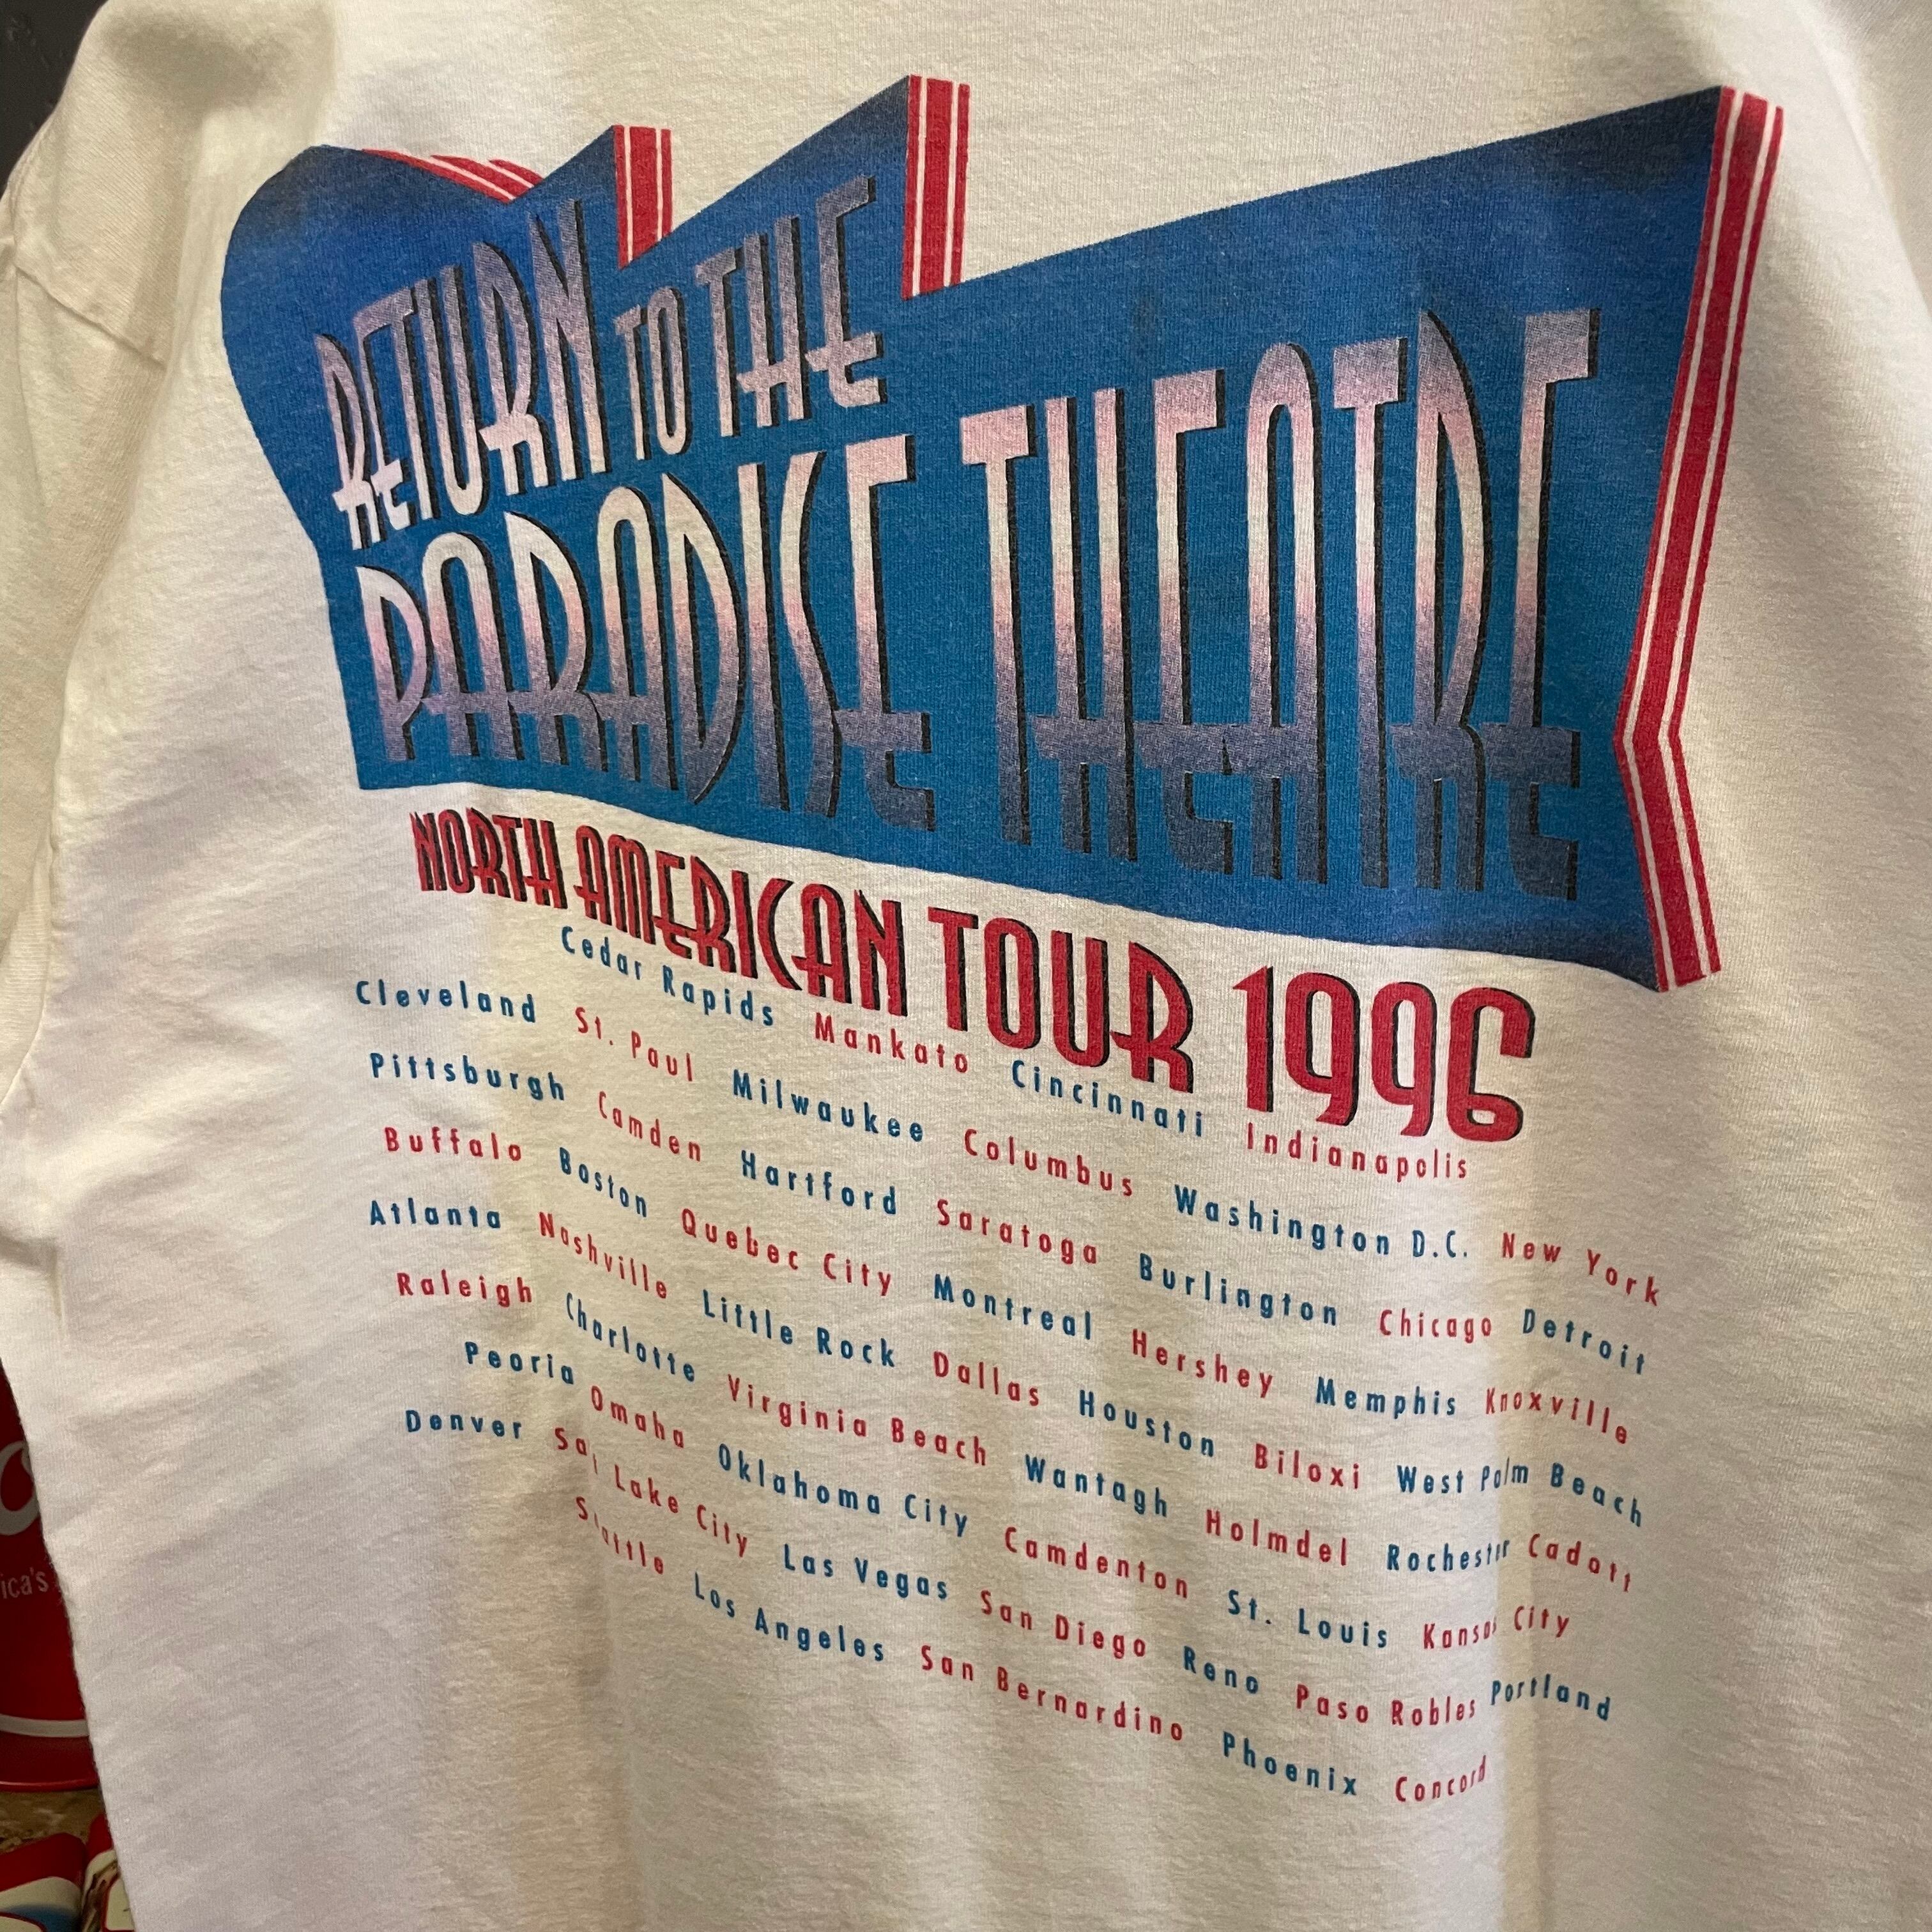 RETURN TO THE
PARADISE THEATRE
NORTH AMERICAN TOUR 1996
Cedar Rapids Mankato Cincinnati Indianapolis
Cleveland St. Paul Milwaukee Columbus Washington D.C. New York
Pittsburgh Camden Hartford Saratoga Burlington Chicago Detroit
Buffalo Boston Quebec City Montreal Hershey Memphis Knoxville
Atlanta Nashville Little Rock Dallas Houston Biloxi West Palm Beach
Raleigh Charlotte Virginia Beach Wantagh Holmdel Rochester Cadott
Peoria Omaha Oklahoma City Camdenton St. Louis Kansas City
Denver Salt Lake City Las Vegas San Diego Reno Paso Robles Portland
Seattle Los Angeles San Bernardino Phoenix Concord
ica's